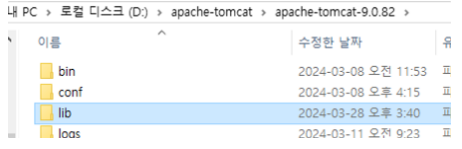 PC > 로컬 디스크 (D:) > apache-tomcat > apache-tomcat-9.0.82 >
이름 수정한 날짜
bin 2024-03-08 오전 11:53
conf 2024-03-08 오후 4:15
lib 2024-03-28 오후 3:40
logs 2024-03-11 오전 9:23